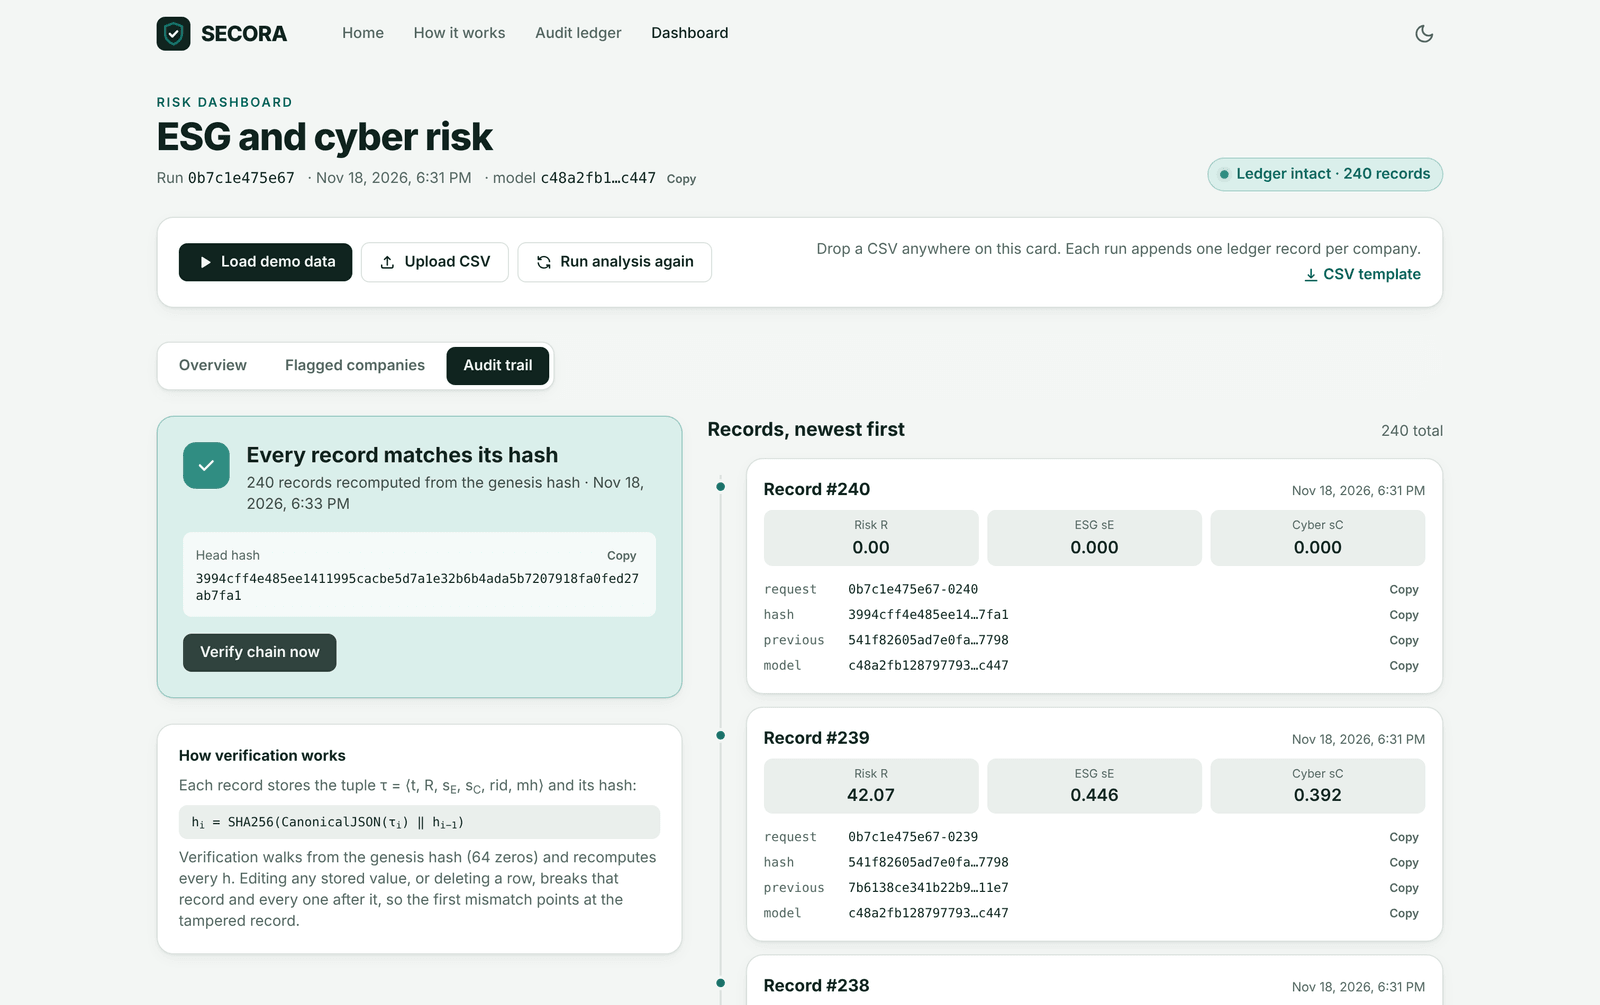 SECORA
Home
How it works
Audit ledger
Dashboard
RISK DASHBOARD
ESG and cyber risk
Run 0b7c1e475e67 · Nov 18, 2026, 6:31 PM · model c48a2fb1…c447 Copy
Ledger intact · 240 records
Load demo data
Upload CSV
Run analysis again
Drop a CSV anywhere on this card. Each run appends one ledger record per company.
CSV template
Overview
Flagged companies
Audit trail
Every record matches its hash
240 records recomputed from the genesis hash · Nov 18,
2026, 6:33 PM
Head hash
Copy
3994cff4e485ee1411995cacbe5d7a1e32b6b4ada5b7207918fa0fed27
ab7fa1
Verify chain now
How verification works
Each record stores the tuple τ = ⟨t, R, sE, sC, rid, mh⟩ and its hash:
hi = SHA256(CanonicalJSON(τi) ‖ hi−1)
Verification walks from the genesis hash (64 zeros) and recomputes
every h. Editing any stored value, or deleting a row, breaks that
record and every one after it, so the first mismatch points at the
tampered record.
Records, newest first
240 total
Record #240
Nov 18, 2026, 6:31 PM
Risk R
0.00
ESG sE
0.000
Cyber sC
0.000
request 0b7c1e475e67-0240 Copy
hash 3994cff4e485ee14…7fa1 Copy
previous 541f82605ad7e0fa…7798 Copy
model c48a2fb128797793…c447 Copy
Record #239
Nov 18, 2026, 6:31 PM
Risk R
42.07
ESG sE
0.446
Cyber sC
0.392
request 0b7c1e475e67-0239 Copy
hash 541f82605ad7e0fa…7798 Copy
previous 7b6138ce341b22b9…11e7 Copy
model c48a2fb128797793…c447 Copy
Record #238
Nov 18, 2026, 6:31 PM